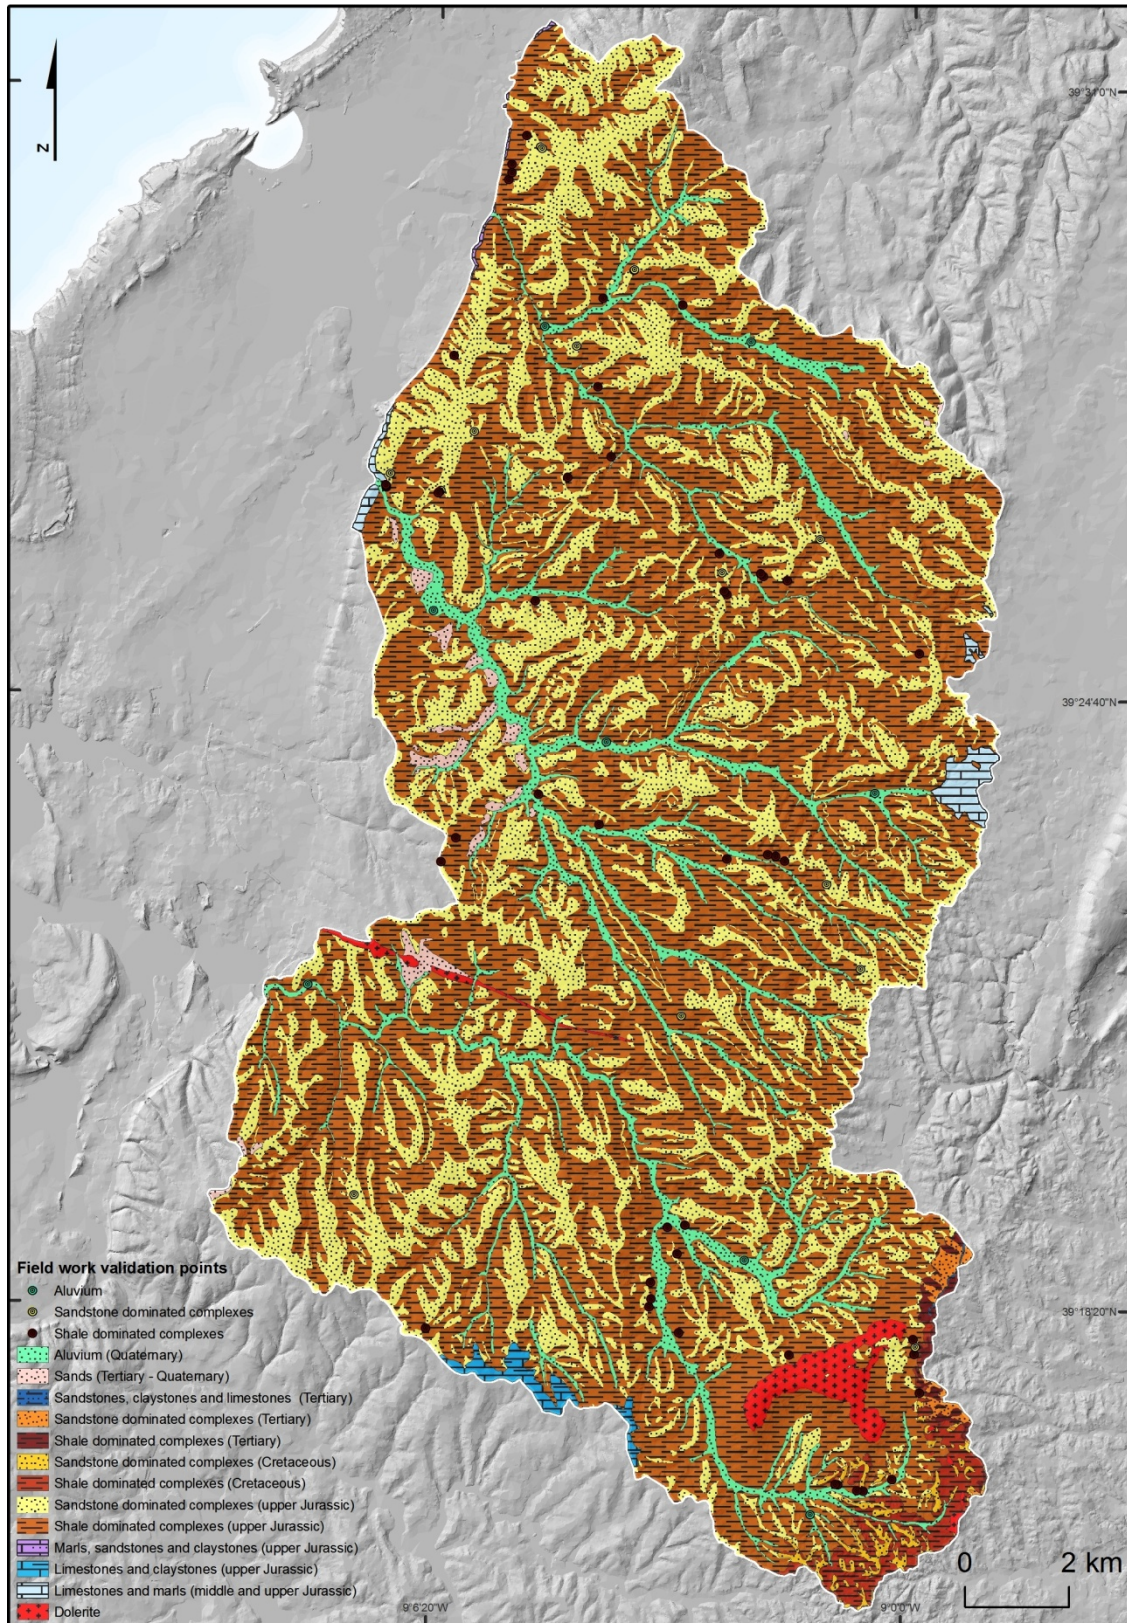 N
39°31'0"N
39°24'40"N
39°18'20"N
Field work validation points
Aluvium
Sandstone dominated complexes
Shale dominated complexes
Aluvium (Quaternary)
Sands (Tertiary - Quaternary)
Sandstones, claystones and limestones (Tertiary)
Sandstone dominated complexes (Tertiary)
Shale dominated complexes (Tertiary)
Sandstone dominated complexes (Cretaceous)
Shale dominated complexes (Cretaceous)
Sandstone dominated complexes (upper Jurassic)
Shale dominated complexes (upper Jurassic)
Marls, sandstones and claystones (upper Jurassic)
Limestones and claystones (upper Jurassic)
Limestones and marls (middle and upper Jurassic)
Dolerite
0 2 km
9°6'20"W
9°0'0"W